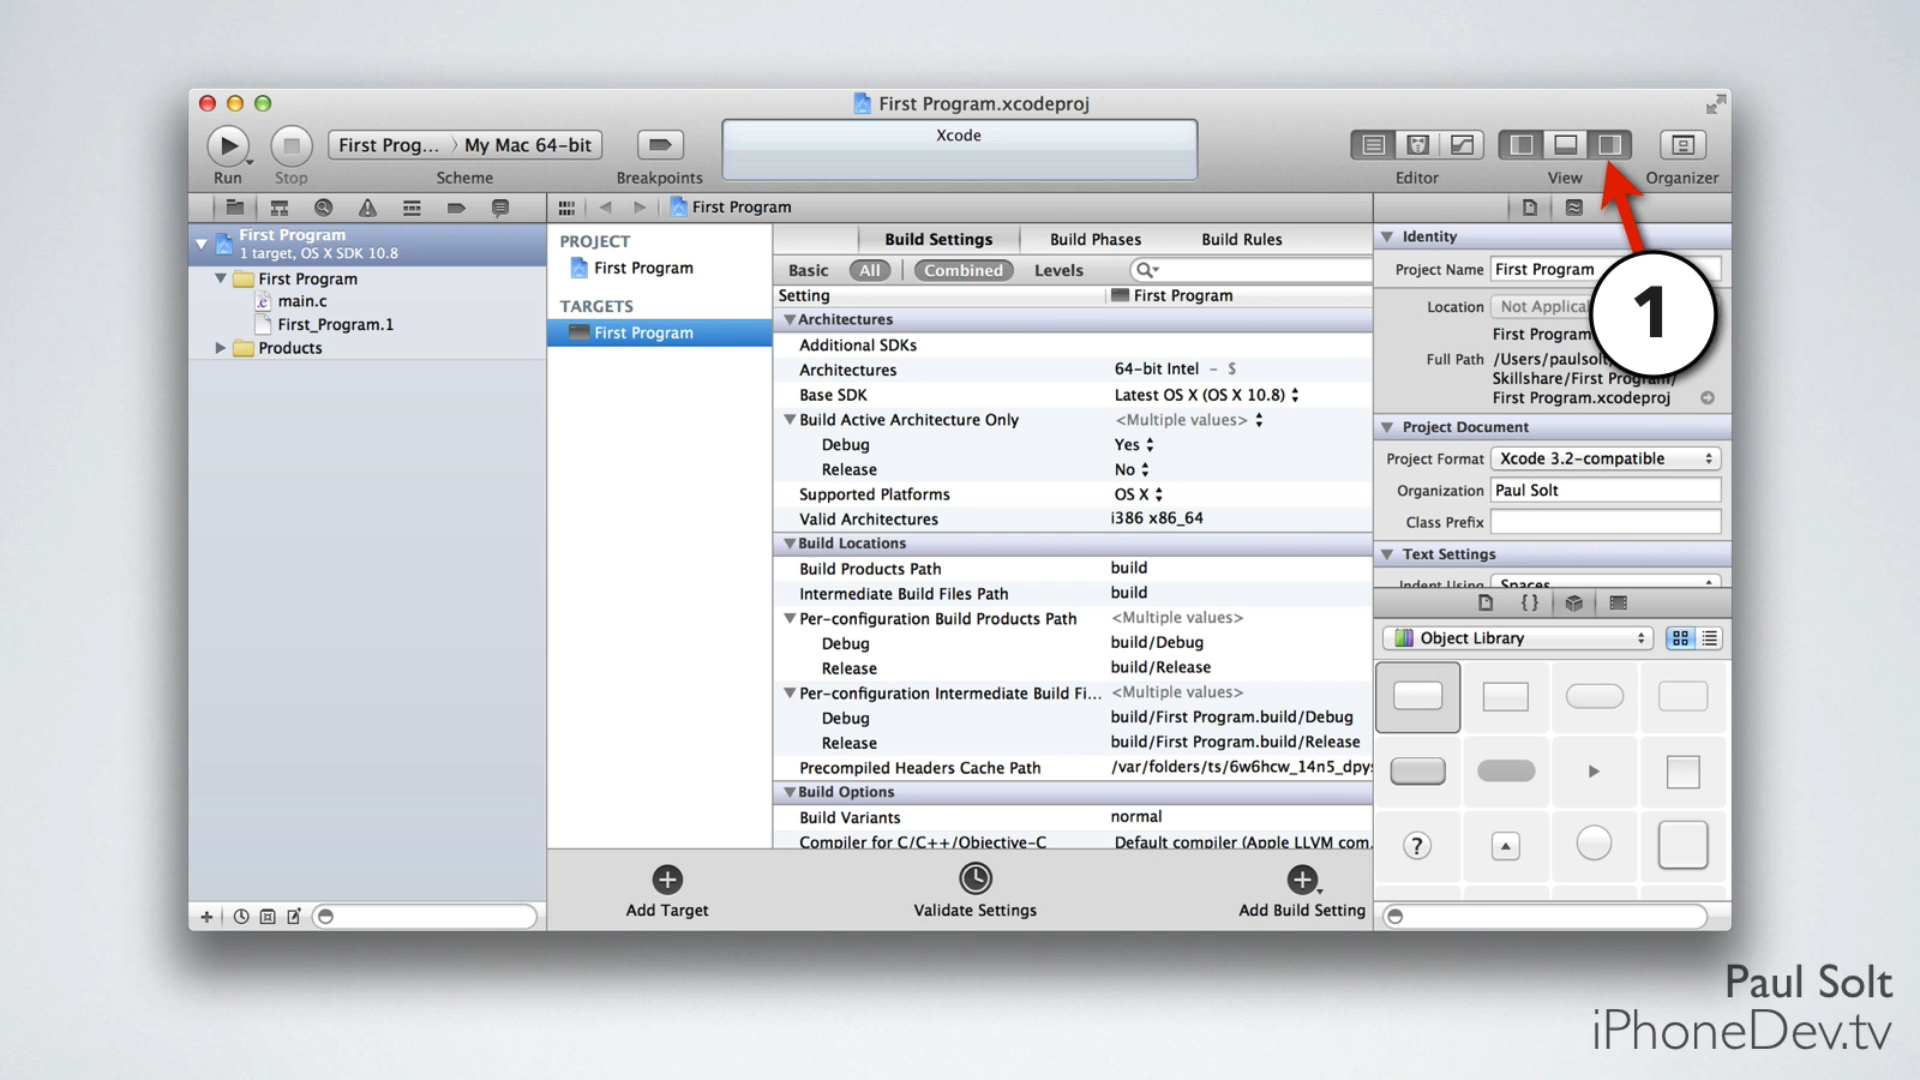 First Program.xcodeproj
Xcode
First Prog... My Mac 64-bit
Run Stop Scheme Breakpoints Editor View Organizer
First Program
1 target, OS X SDK 10.8
First Program
main.c
First_Program.1
Products
First Program
PROJECT
First Program
TARGETS
First Program
Build Settings Build Phases Build Rules
Basic All Combined Levels
Setting First Program
Architectures
Additional SDKs
Architectures 64-bit Intel - $
Base SDK Latest OS X (OS X 10.8)
Build Active Architecture Only <Multiple values>
Debug Yes
Release No
Supported Platforms OS X
Valid Architectures i386 x86_64
Build Locations
Build Products Path build
Intermediate Build Files Path build
Per-configuration Build Products Path <Multiple values>
Debug build/Debug
Release build/Release
Per-configuration Intermediate Build Fi... <Multiple values>
Debug build/First Program.build/Debug
Release build/First Program.build/Release
Precompiled Headers Cache Path /var/folders/ts/6w6hcw_14n5_dpys
Build Options
Build Variants normal
Compiler for C/C++/Objective-C Default compiler (Apple LLVM com
Add Target Validate Settings Add Build Setting
Identity
Project Name First Program
Location Not Applica
First Program
Full Path /Users/paulsolt
Skillshare/First Program/
First Program.xcodeproj
Project Document
Project Format Xcode 3.2-compatible
Organization Paul Solt
Class Prefix
Text Settings
Indent Using Spaces
{}
Object Library
?
1
Paul Solt
iPhoneDev.tv